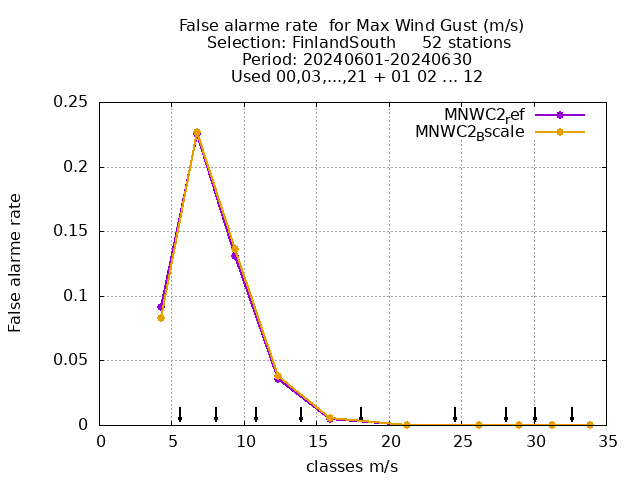 False alarme rate  for Max Wind Gust (m/s)
Selection: FinlandSouth     52 stations
Period: 20240601-20240630
Used 00,03,...,21 + 01 02 ... 12
MNWC2ref
MNWC2Bscale
0.25
0.2
0.15
0.1
0.05
0
False alarme rate
0 5 10 15 20 25 30 35
classes m/s